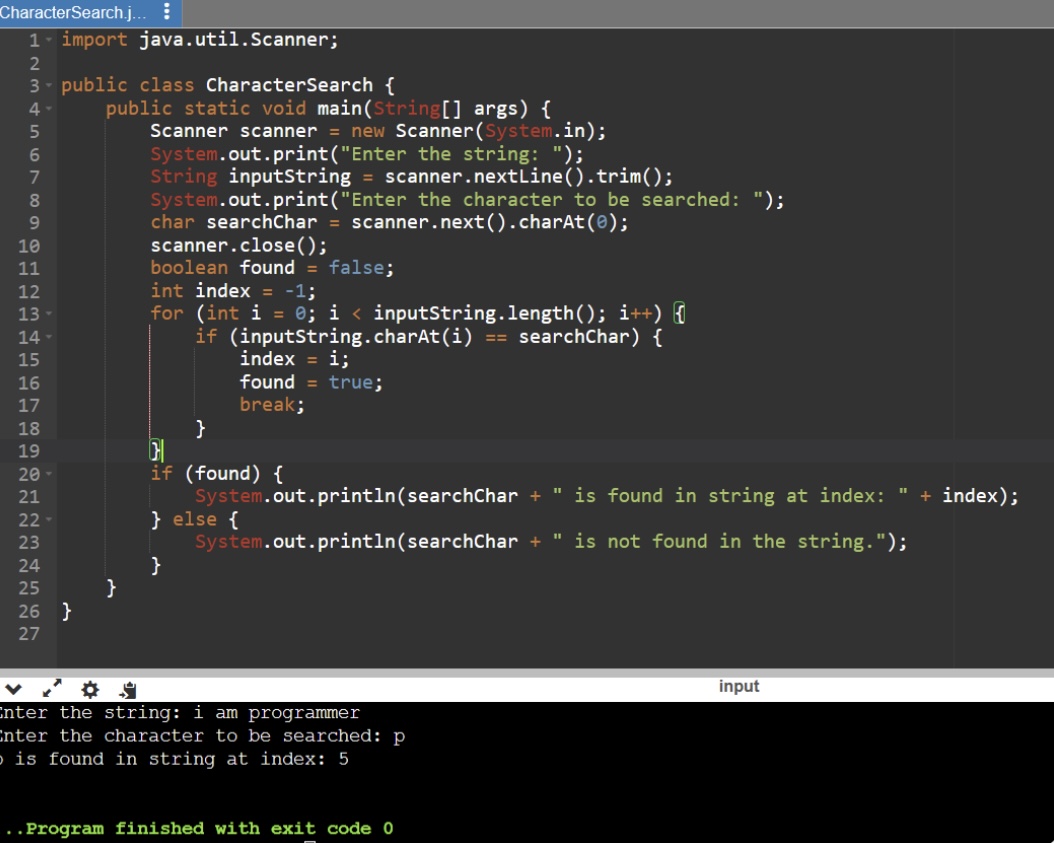 CharacterSearch.j...
1 import java.util.Scanner;
2
3 public class CharacterSearch {
4     public static void main(String[] args) {
5         Scanner scanner = new Scanner(System.in);
6         System.out.print("Enter the string: ");
7         String inputString = scanner.nextLine().trim();
8         System.out.print("Enter the character to be searched: ");
9         char searchChar = scanner.next().charAt(0);
10         scanner.close();
11         boolean found = false;
12         int index = -1;
13         for (int i = 0; i < inputString.length(); i++) {
14             if (inputString.charAt(i) == searchChar) {
15                 index = i;
16                 found = true;
17                 break;
18             }
19         }
20         if (found) {
21             System.out.println(searchChar + " is found in string at index: " + index);
22         } else {
23             System.out.println(searchChar + " is not found in the string.");
24         }
25     }
26 }
27
input
Enter the string: i am programmer
Enter the character to be searched: p
p is found in string at index: 5
..Program finished with exit code 0